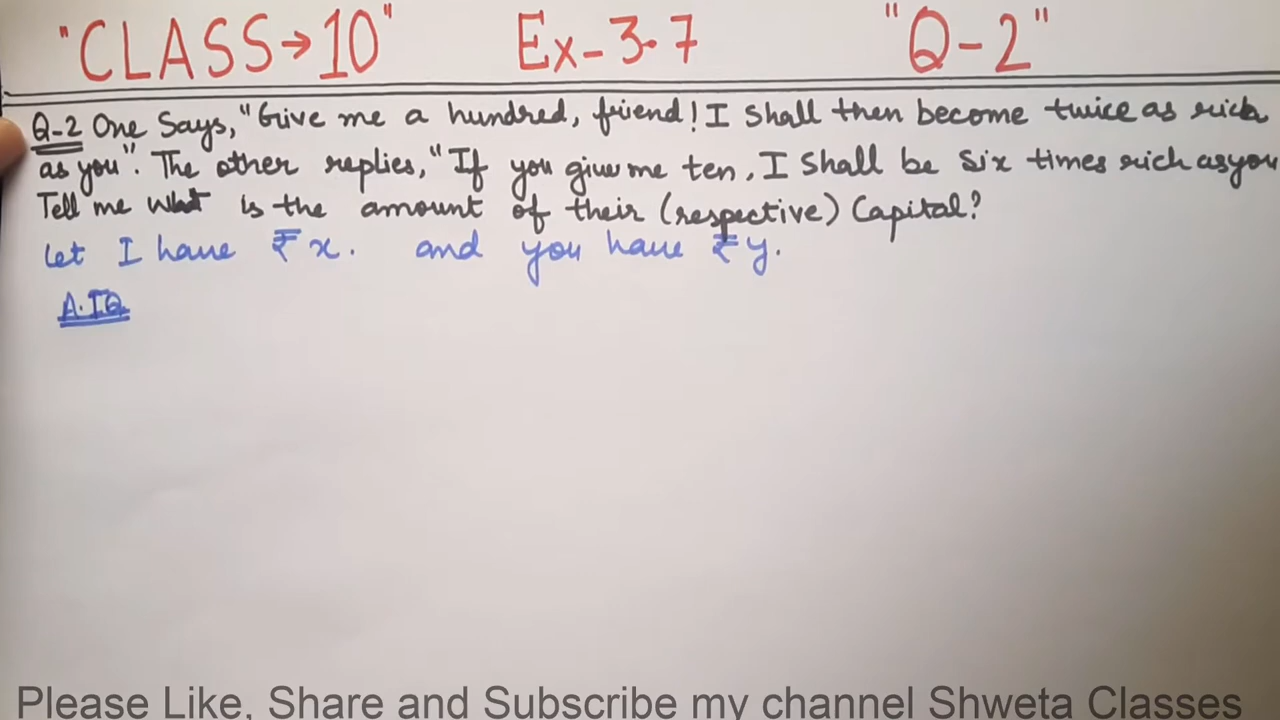 "CLASS→10" Ex-3.7 "Q-2"
Q-2 One Says, "Give me a hundred, friend! I Shall then become twice as rich
as you". The other replies, "If you give me ten, I Shall be Six times rich as you
Tell me What is the amount of their (respective) Capital?
Let I have ₹ x. and you have ₹ y.
A.T.Q
Please Like, Share and Subscribe my channel Shweta Classes